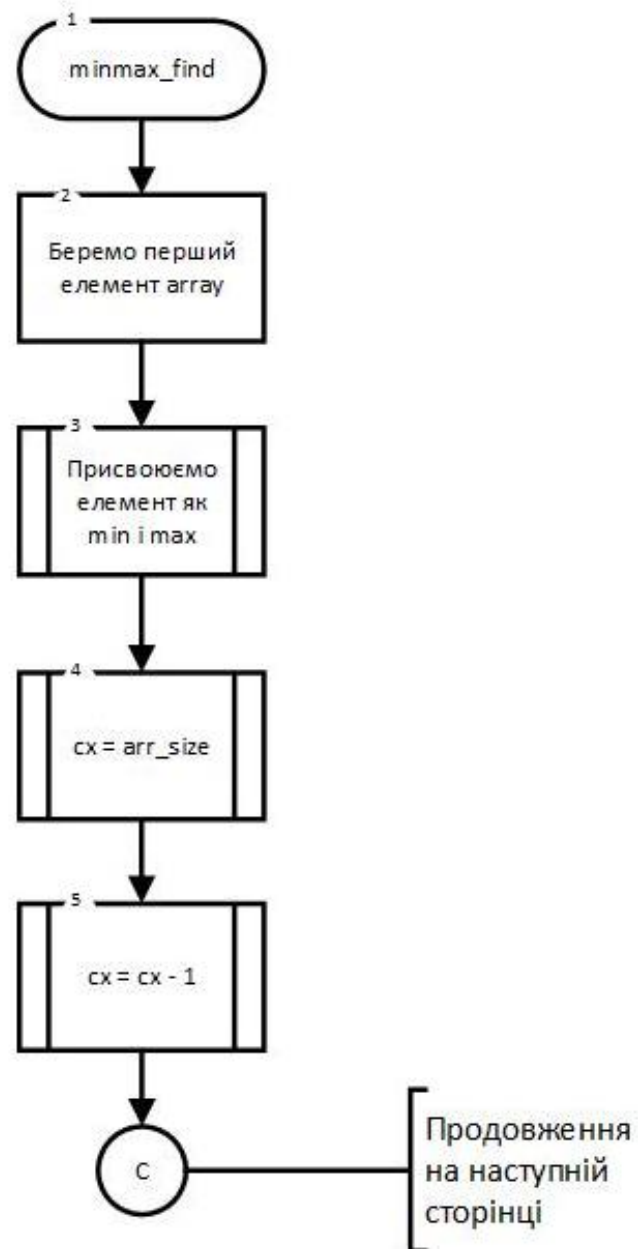 1
minmax_find
2
Беремо перший
елемент array
3
Присвоюємо
елемент як
min і max
4
cx = arr_size
5
cx = cx - 1
C
Продовження
на наступній
сторінці